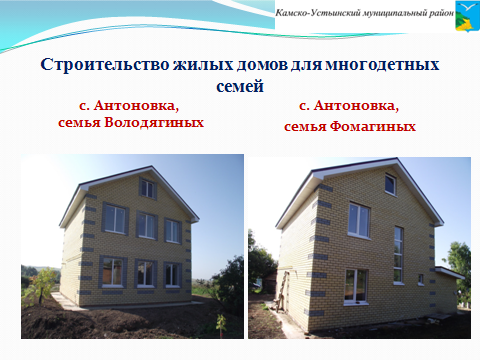 Камско-Устьинский муниципальный район
Строительство жилых домов для многодетных
семей
с. Антоновка,
семья Володягиных
с. Антоновка,
семья Фомагиных